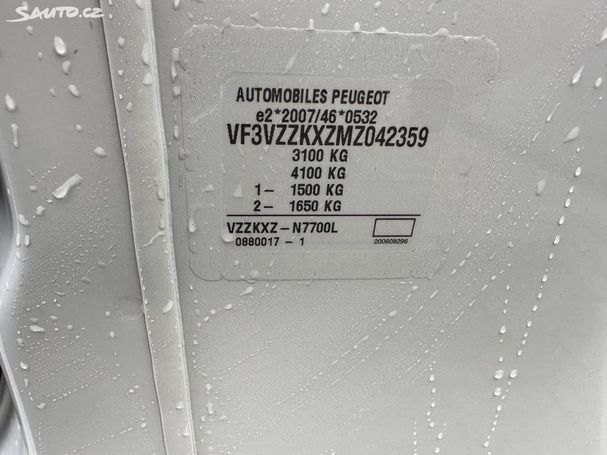 Sauto.cz
AUTOMOBILES PEUGEOT
e2*2007/46*0532
VF3VZZKXZMZ042359
3100 KG
4100 KG
1- 1500 KG
2- 1650 KG
VZZKXZ-N7700L
0880017-1 200608296